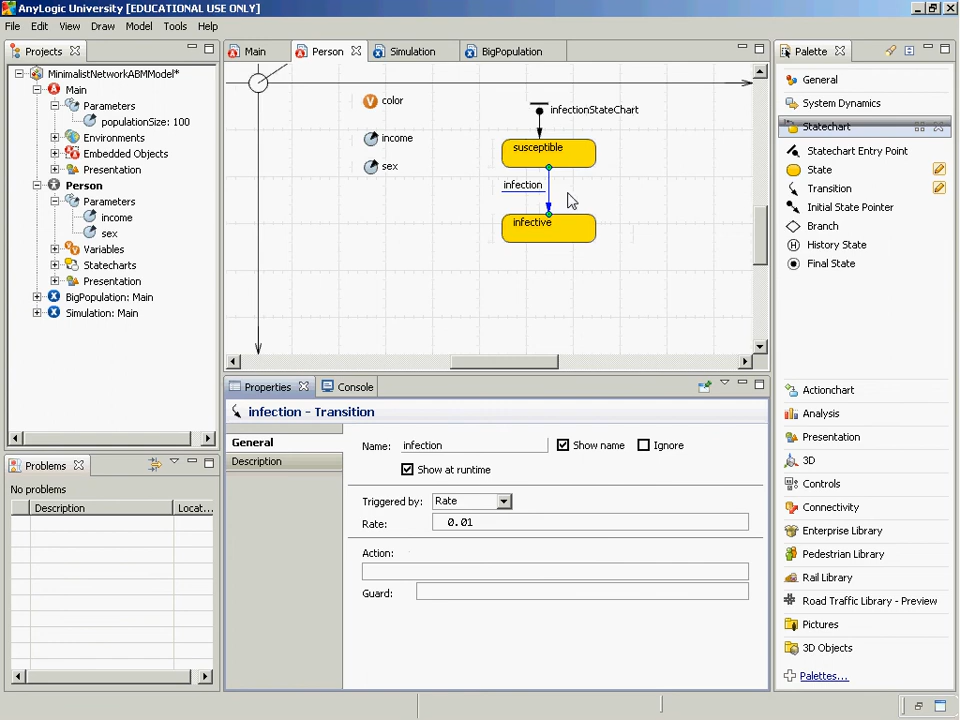 AnyLogic University [EDUCATIONAL USE ONLY]
File Edit View Draw Model Tools Help
Projects
MinimalistNetworkABMModel*
Main
Parameters
populationSize: 100
Environments
Embedded Objects
Presentation
Person
Parameters
income
sex
Variables
Statecharts
Presentation
BigPopulation: Main
Simulation: Main
Problems
No problems
Description Locat...
Main Person Simulation BigPopulation
color
income
sex
infectionStateChart
susceptible
infection
infective
Properties Console
infection - Transition
General
Description
Name: infection Show name Ignore
Show at runtime
Triggered by: Rate
Rate: 0.01
Action:
Guard:
Palette
General
System Dynamics
Statechart
Statechart Entry Point
State
Transition
Initial State Pointer
Branch
History State
Final State
Actionchart
Analysis
Presentation
3D
Controls
Connectivity
Enterprise Library
Pedestrian Library
Rail Library
Road Traffic Library - Preview
Pictures
3D Objects
Palettes...